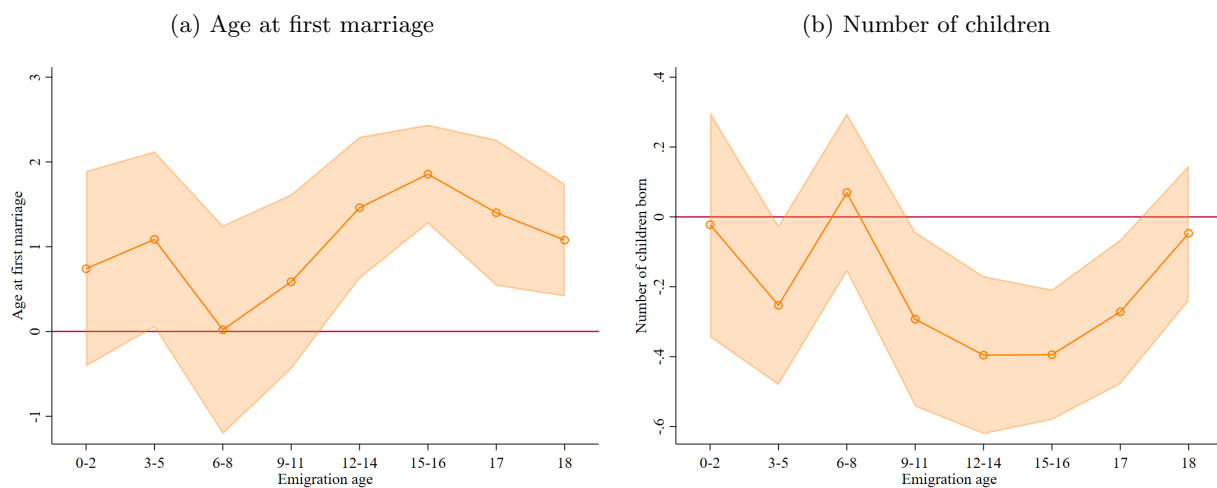 (a) Age at first marriage
3
2
1
0
-1
Age at first marriage
0-2 3-5 6-8 9-11 12-14 15-16 17 18
Emigration age
(b) Number of children
.4
.2
0
-.2
-.4
-.6
Number of children born
0-2 3-5 6-8 9-11 12-14 15-16 17 18
Emigration age